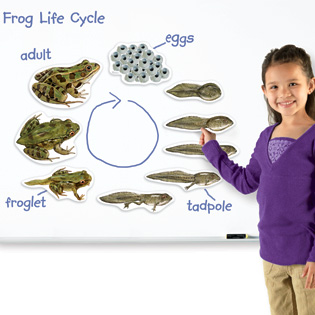 Frog Life Cycle
eggs
adult
froglet
tadpole